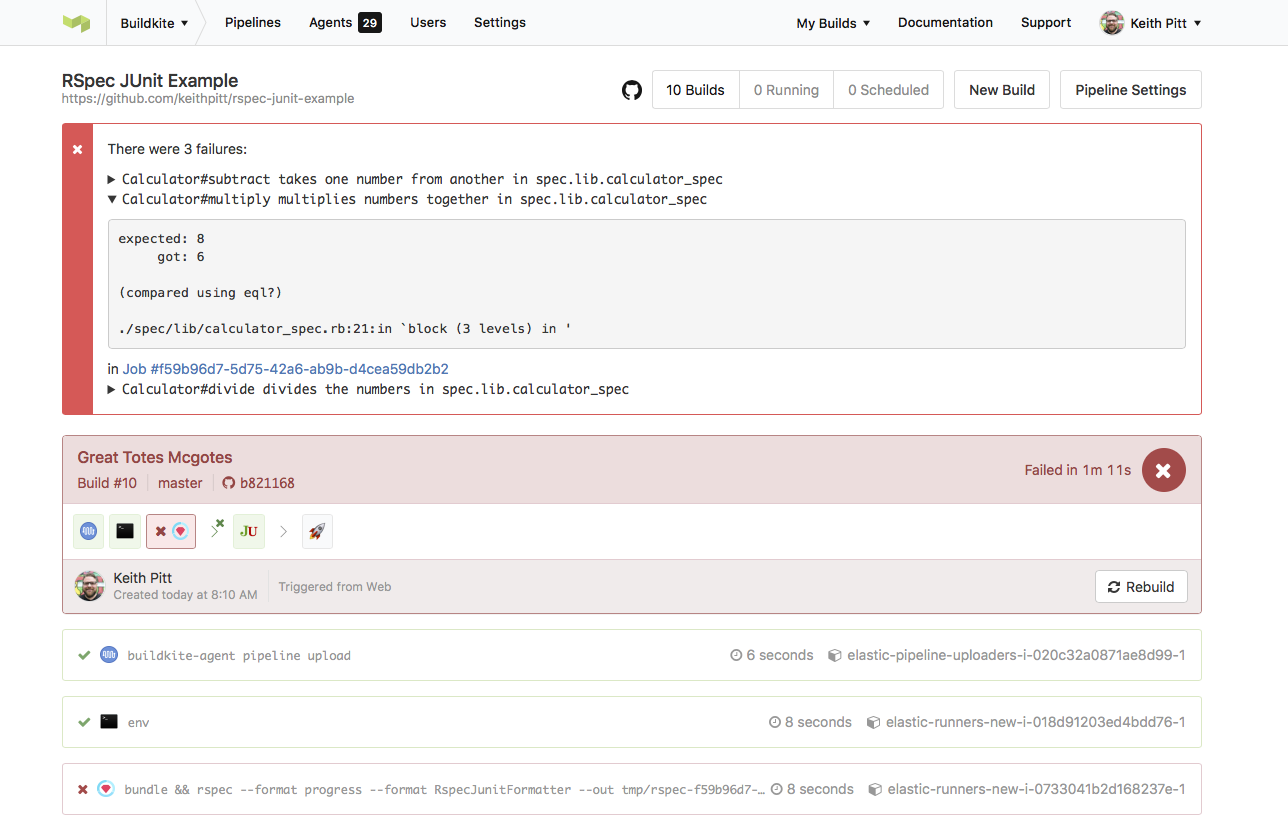 Buildkite ▼ Pipelines Agents 29 Users Settings My Builds ▼ Documentation Support Keith Pitt ▼
RSpec JUnit Example
https://github.com/keithpitt/rspec-junit-example
10 Builds 0 Running 0 Scheduled New Build Pipeline Settings
There were 3 failures:
▶ Calculator#subtract takes one number from another in spec.lib.calculator_spec
▼ Calculator#multiply multiplies numbers together in spec.lib.calculator_spec
expected: 8
got: 6
(compared using eql?)
./spec/lib/calculator_spec.rb:21:in `block (3 levels) in '
in Job #f59b96d7-5d75-42a6-ab9b-d4cea59db2b2
▶ Calculator#divide divides the numbers in spec.lib.calculator_spec
Great Totes Mcgotes
Build #10 master b821168
Failed in 1m 11s
JU
Keith Pitt
Created today at 8:10 AM
Triggered from Web
Rebuild
buildkite-agent pipeline upload 6 seconds elastic-pipeline-uploaders-i-020c32a0871ae8d99-1
env 8 seconds elastic-runners-new-i-018d91203ed4bdd76-1
bundle && rspec --format progress --format RspecJunitFormatter --out tmp/rspec-f59b96d7-… 8 seconds elastic-runners-new-i-0733041b2d168237e-1